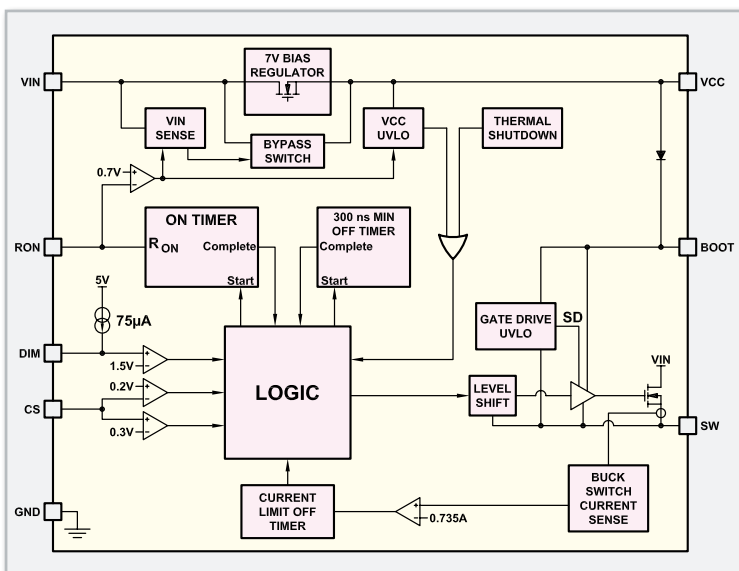 7V BIAS
REGULATOR
VIN
VCC
VIN
SENSE
BYPASS
SWITCH
VCC
UVLO
THERMAL
SHUTDOWN
0.7V
+
−
ON TIMER
RON
Complete
Start
300 ns MIN
OFF TIMER
Complete
Start
RON
BOOT
5V
75µA
GATE DRIVE
UVLO
SD
DIM
+
−
1.5V
LOGIC
VIN
0.2V
+
−
CS
LEVEL
SHIFT
+
−
0.3V
SW
GND
CURRENT
LIMIT OFF
TIMER
+
−
0.735A
BUCK
SWITCH
CURRENT
SENSE